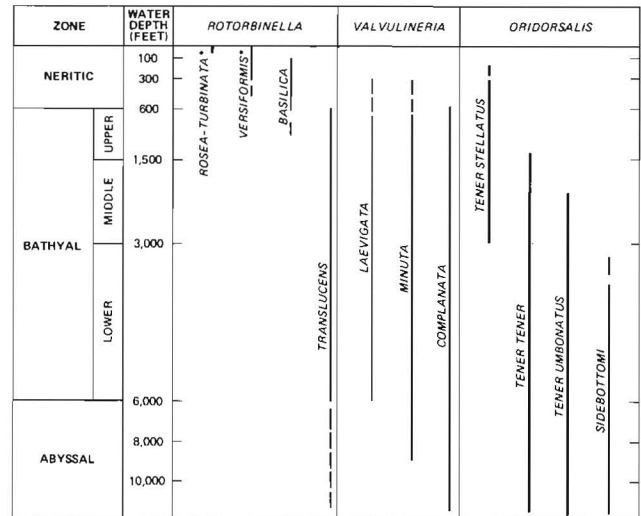 ZONE
WATER DEPTH (FEET)
ROTORBINELLA
VALVULINERIA
ORIDORSALIS
NERITIC
100
300
600
BATHYAL
UPPER
1,500
MIDDLE
3,000
LOWER
6,000
ABYSSAL
8,000
10,000
ROSEA-TURBINATA*
VERSIFORMIS*
BASILICA
TRANSLUCENS
LAEVIGATA
MINUTA
COMPLANATA
TENER STELLATUS
TENER TENER
TENER UMBONATUS
SIDEBOTTOMI